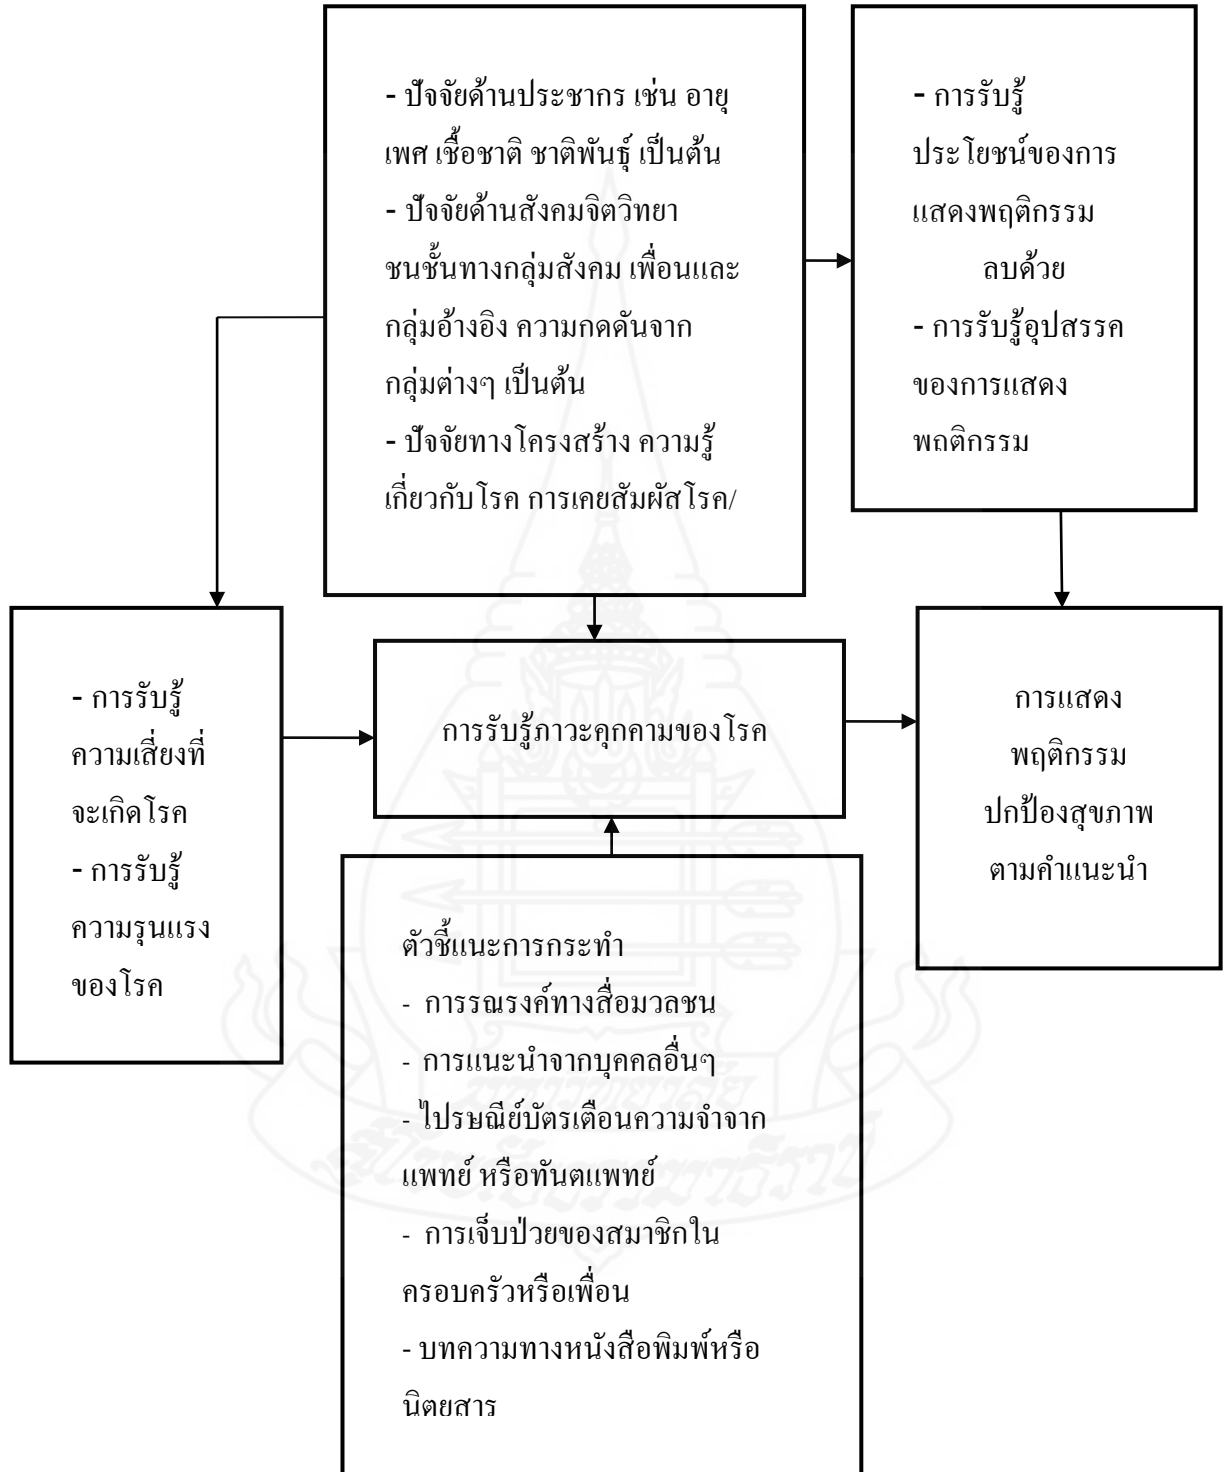 - ปัจจัยด้านประชากร เช่น อายุ
เพศ เชื้อชาติ ชาติพันธุ์ เป็นต้น
- ปัจจัยด้านสังคมจิตวิทยา
ชนชั้นทางกลุ่มสังคม เพื่อนและ
กลุ่มอ้างอิง ความกดดันจาก
กลุ่มต่างๆ เป็นต้น
- ปัจจัยทางโครงสร้าง ความรู้
เกี่ยวกับโรค การเคยสัมผัสโรค/
- การรับรู้
ประโยชน์ของการ
แสดงพฤติกรรม
ลบด้วย
- การรับรู้อุปสรรค
ของการแสดง
พฤติกรรม
- การรับรู้
ความเสี่ยงที่
จะเกิดโรค
- การรับรู้
ความรุนแรง
ของโรค
การรับรู้ภาวะคุกคามของโรค
การแสดง
พฤติกรรม
ปกป้องสุขภาพ
ตามคำแนะนำ
ตัวชี้แนะการกระทำ
- การรณรงค์ทางสื่อมวลชน
- การแนะนำจากบุคคลอื่นๆ
- ไปรษณีย์บัตรเตือนความจำจาก
แพทย์ หรือทันตแพทย์
- การเจ็บป่วยของสมาชิกใน
ครอบครัวหรือเพื่อน
- บทความทางหนังสือพิมพ์หรือ
นิตยสาร
มหาวิทยาลัย
สุโขทัยธรรมาธิราช